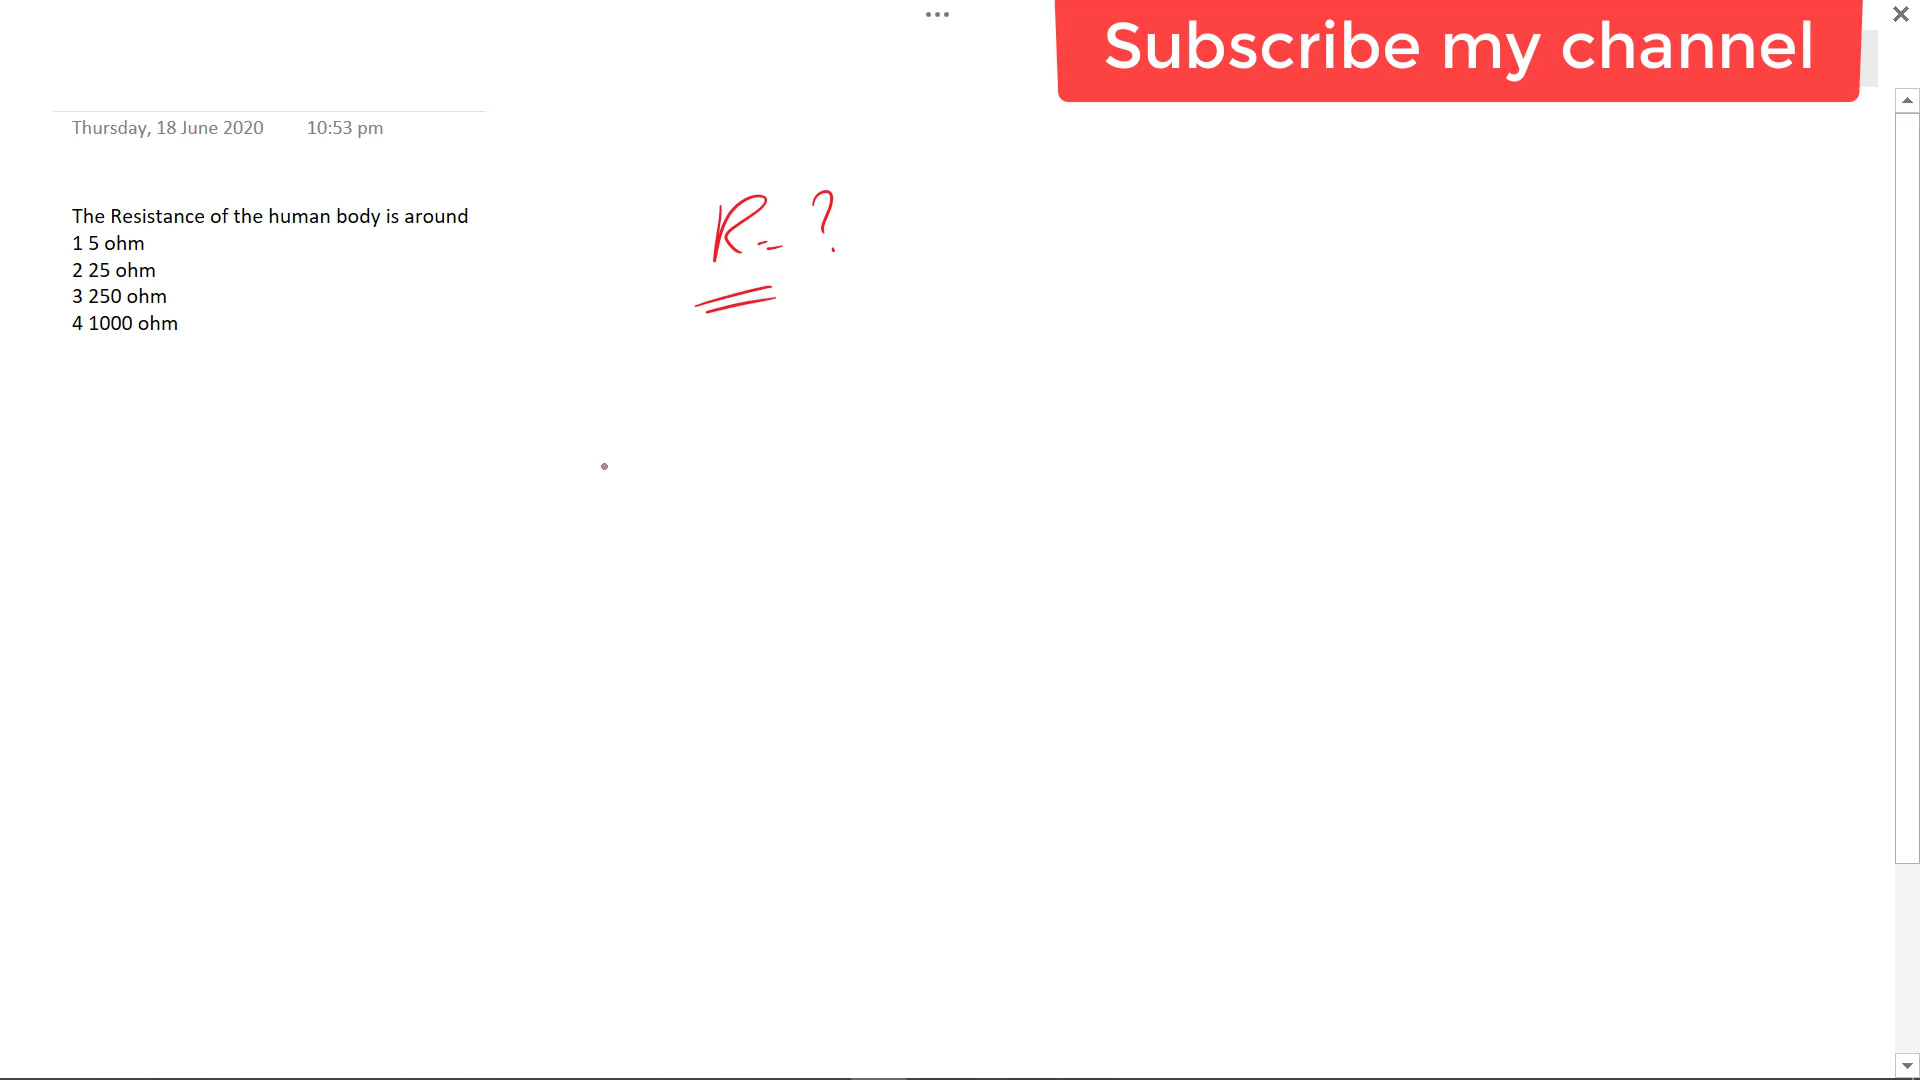 Subscribe my channel
Thursday, 18 June 2020 10:53 pm
The Resistance of the human body is around
1 5 ohm
2 25 ohm
3 250 ohm
4 1000 ohm
R= ?